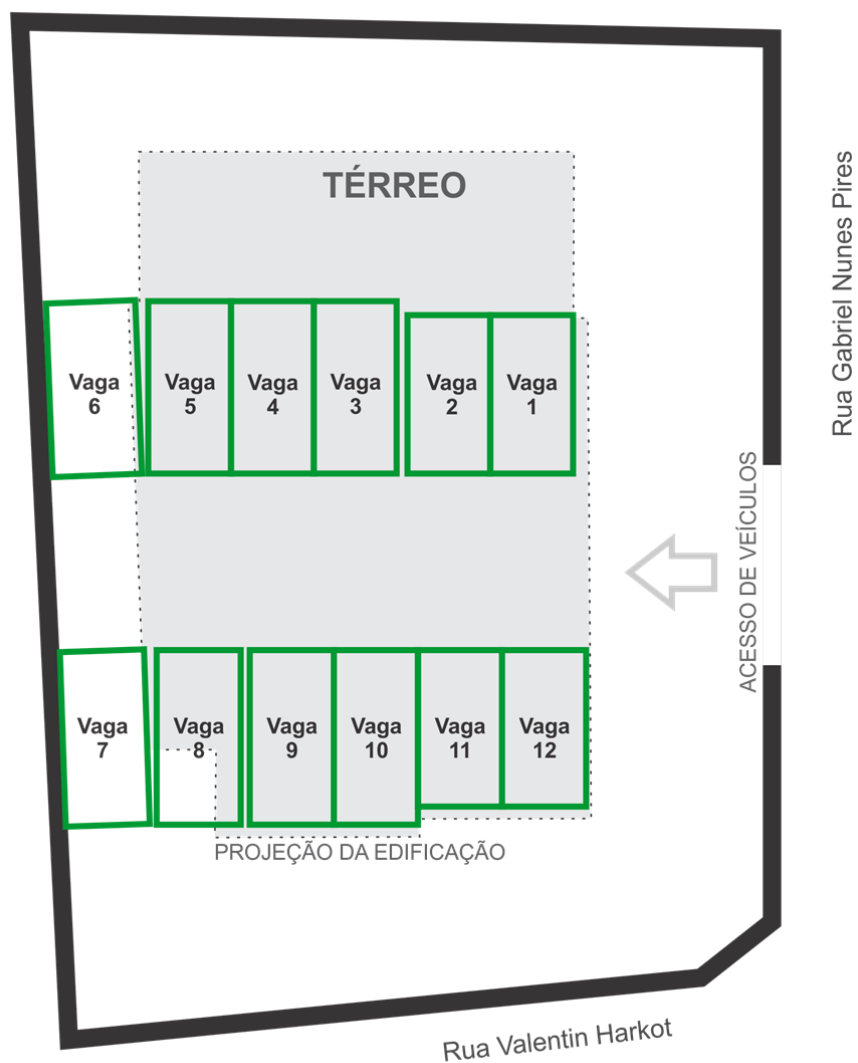 TÉRREO
Rua Gabriel Nunes Pires
Vaga
6
Vaga
5
Vaga
4
Vaga
3
Vaga
2
Vaga
1
ACESSO DE VEÍCULOS
Vaga
7
Vaga
8
Vaga
9
Vaga
10
Vaga
11
Vaga
12
PROJEÇÃO DA EDIFICAÇÃO
Rua Valentin Harkot